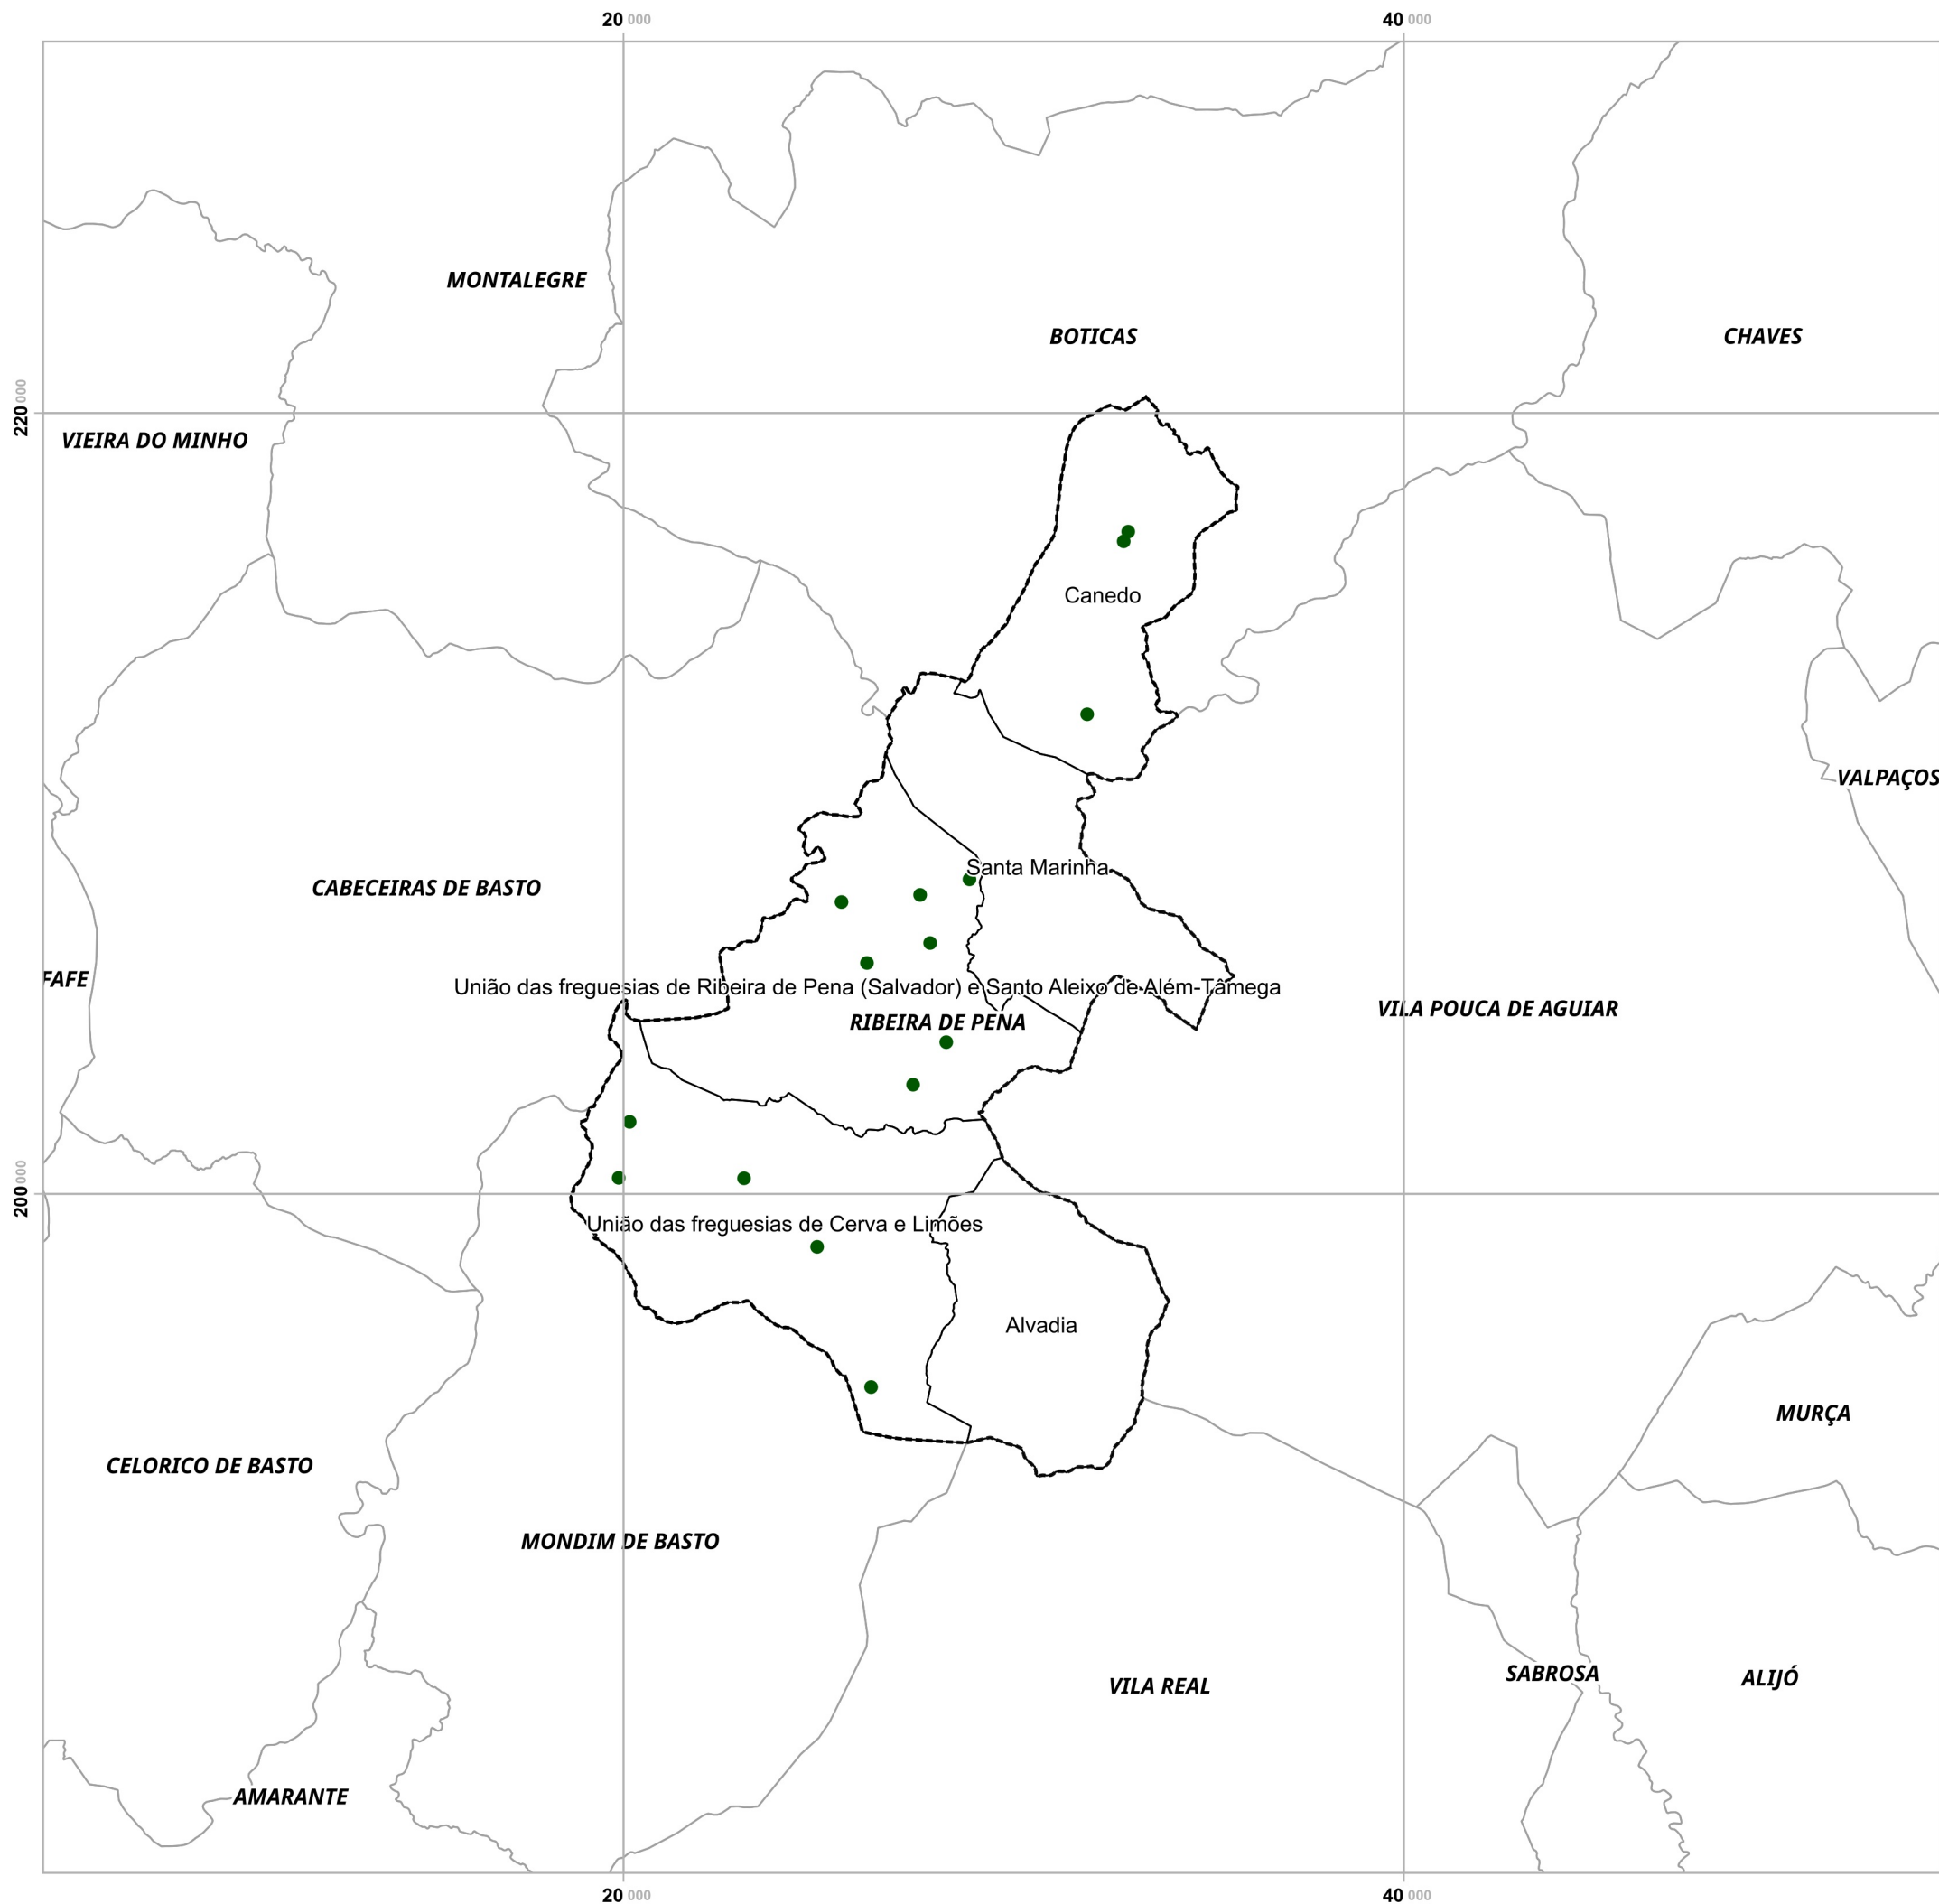 20 000
40 000
MONTALEGRE
BOTICAS
CHAVES
220 000
VIEIRA DO MINHO
Canedo
VALPAÇOS
Santa Marinha
CABECEIRAS DE BASTO
FAFE
União das freguesias de Ribeira de Pena (Salvador) e Santo Aleixo de Além-Tâmega
VILA POUCA DE AGUIAR
RIBEIRA DE PENA
200 000
União das freguesias de Cerva e Limões
Alvadia
MURÇA
CELORICO DE BASTO
MONDIM DE BASTO
SABROSA
ALIJÓ
VILA REAL
AMARANTE
20 000
40 000